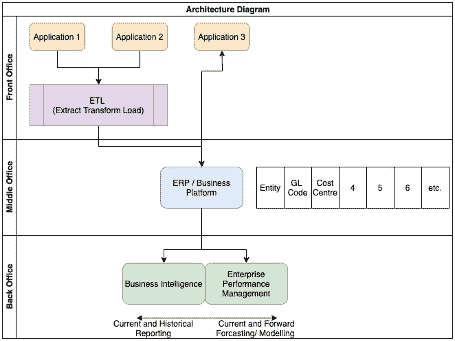 Architecture Diagram
Front Office
Application 1
Application 2
Application 3
ETL
(Extract Transform Load)
Middle Office
ERP / Business
Platform
Entity
GL
Code
Cost
Centre
4
5
6
etc.
Back Office
Business Intelligence
Enterprise
Performance
Management
Current and Historical
Reporting
Current and Forward
Forcasting/ Modelling